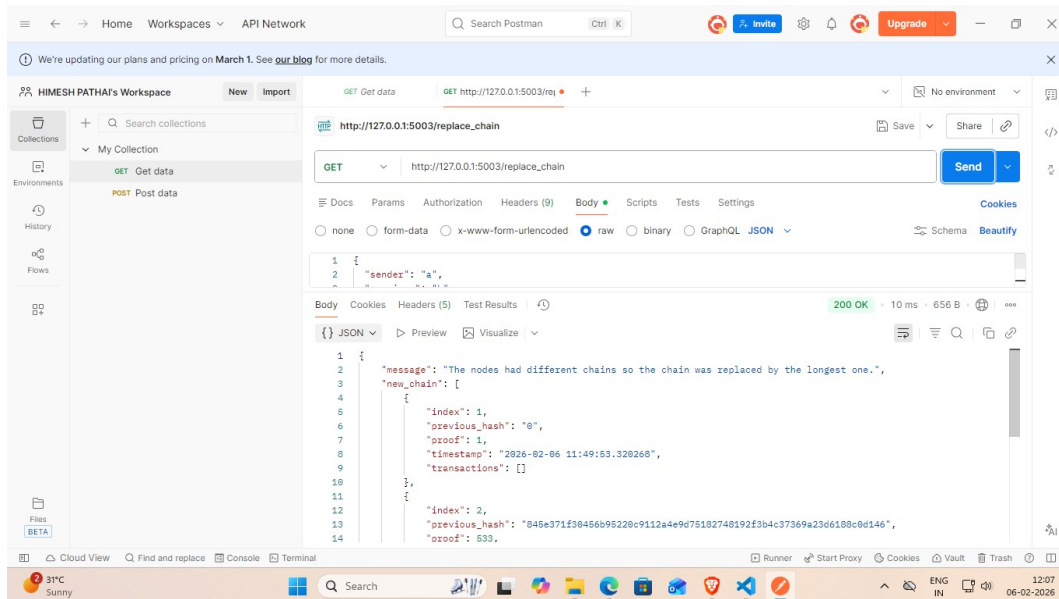 Home Workspaces API Network Search Postman Ctrl K Invite Upgrade
We're updating our plans and pricing on March 1. See our blog for more details.
HIMESH PATHAI's Workspace New Import GET Get data GET http://127.0.0.1:5003/rep No environment
Collections Search collections HTTP http://127.0.0.1:5003/replace_chain Save Share
My Collection
GET Get data GET http://127.0.0.1:5003/replace_chain Send
Environments
POST Post data
Docs Params Authorization Headers (9) Body Scripts Tests Settings Cookies
History
none form-data x-www-form-urlencoded raw binary GraphQL JSON Schema Beautify
Flows
1 {
2 "sender": "a",
Body Cookies Headers (5) Test Results 200 OK 10 ms 656 B
{} JSON Preview Visualize
1 {
2 "message": "The nodes had different chains so the chain was replaced by the longest one.",
3 "new_chain": [
4 {
5 "index": 1,
6 "previous_hash": "0",
7 "proof": 1,
8 "timestamp": "2026-02-06 11:49:53.320268",
9 "transactions": []
10 },
11 {
12 "index": 2,
13 "previous_hash": "845e371f30456b95220c9112a4e9d75182748192f3b4c37369a23d6188c0d146",
14 "proof": 533,
Files
BETA
AI
Cloud View Find and replace Console Terminal Runner Start Proxy Cookies Vault Trash
2 31°C Sunny Search ENG IN 12:07 06-02-2026